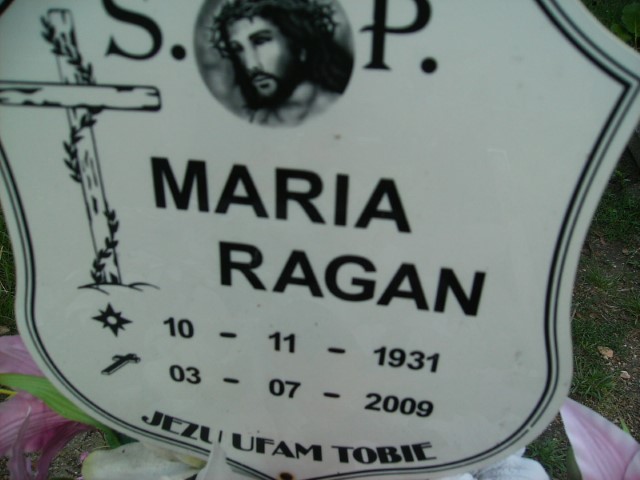 S. P.
MARIA
RAGAN
10 - 11 - 1931
03 - 07 - 2009
JEZU UFAM TOBIE